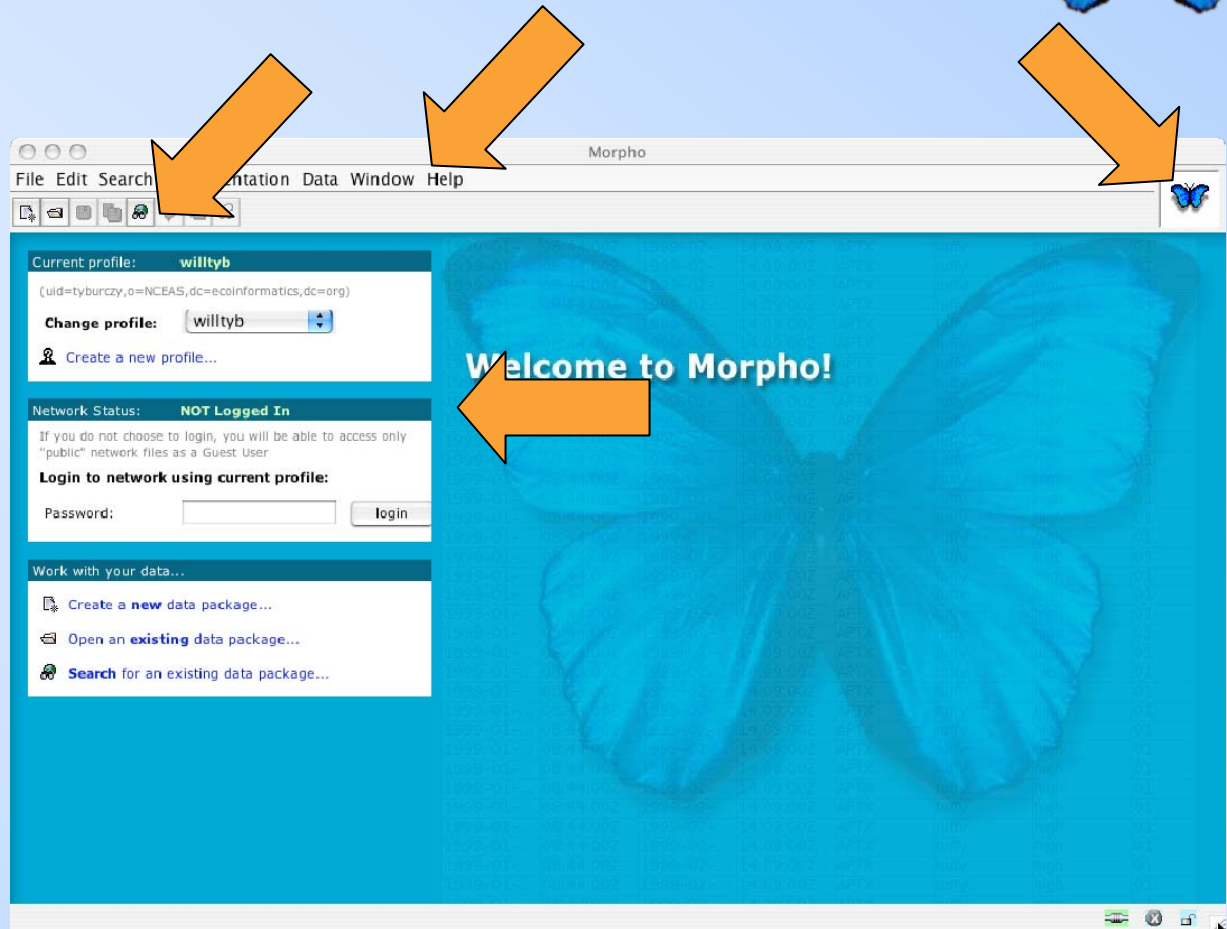 Morpho
File Edit Search entation Data Window Help
Current profile: willtyb
(uid=tyburczy,o=NCEAS,dc=ecoinformatics,dc=org)
Change profile: willtyb
Create a new profile...
Welcome to Morpho!
Network Status: NOT Logged In
If you do not choose to login, you will be able to access only
"public" network files as a Guest User
Login to network using current profile:
Password: login
Work with your data...
Create a new data package...
Open an existing data package...
Search for an existing data package...